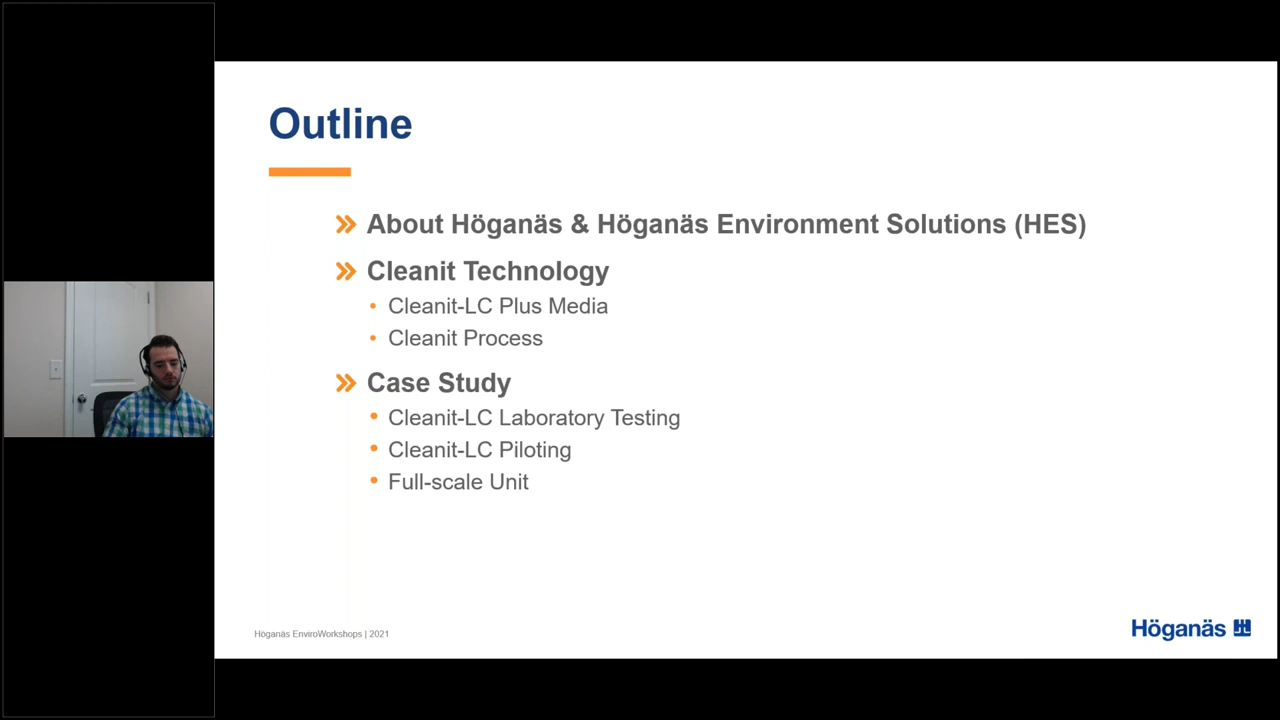 Outline
About Höganäs & Höganäs Environment Solutions (HES)
Cleanit Technology
Cleanit-LC Plus Media
Cleanit Process
Case Study
Cleanit-LC Laboratory Testing
Cleanit-LC Piloting
Full-scale Unit
Höganäs EnviroWorkshops | 2021
Höganäs